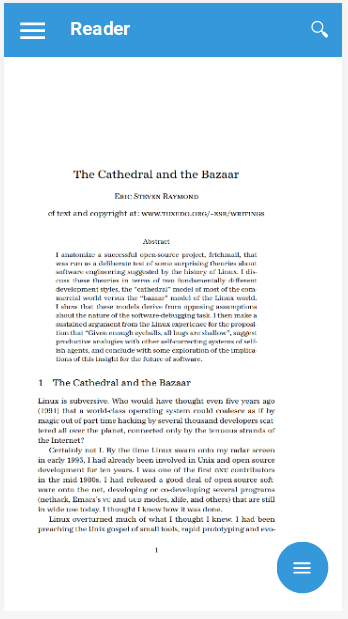 Reader
The Cathedral and the Bazaar
Eric Steven Raymond
cf text and copyright at: www.tuxedo.org/~esr/writings
Abstract
I anatomize a successful open-source project, fetchmail, that
was run as a deliberate test of some surprising theories about
software engineering suggested by the history of Linux. I dis-
cuss these theories in terms of two fundamentally different
development styles, the "cathedral" model of most of the com-
mercial world versus the "bazaar" model of the Linux world.
I show that these models derive from opposing assumptions
about the nature of the software-debugging task. I then make a
sustained argument from the Linux experience for the proposi-
tion that "Given enough eyeballs, all bugs are shallow", suggest
productive analogies with other self-correcting systems of self-
ish agents, and conclude with some exploration of the implica-
tions of this insight for the future of software.
1 The Cathedral and the Bazaar
Linux is subversive. Who would have thought even five years ago
(1991) that a world-class operating system could coalesce as if by
magic out of part time hacking by several thousand developers scat-
tered all over the planet, connected only by the tenuous strands of
the Internet?
Certainly not I. By the time Linux swam onto my radar screen
in early 1993, I had already been involved in Unix and open source
development for ten years. I was one of the first GNU contributors
in the mid 1980s. I had released a good deal of open source soft-
ware onto the net, developing or co-developing several programs
(nethack, Emacs's VC and GUD modes, xlife, and others) that are still
in wide use today. I thought I knew how it was done.
Linux overturned much of what I thought I knew. I had been
preaching the Unix gospel of small tools, rapid prototyping and evo-
1